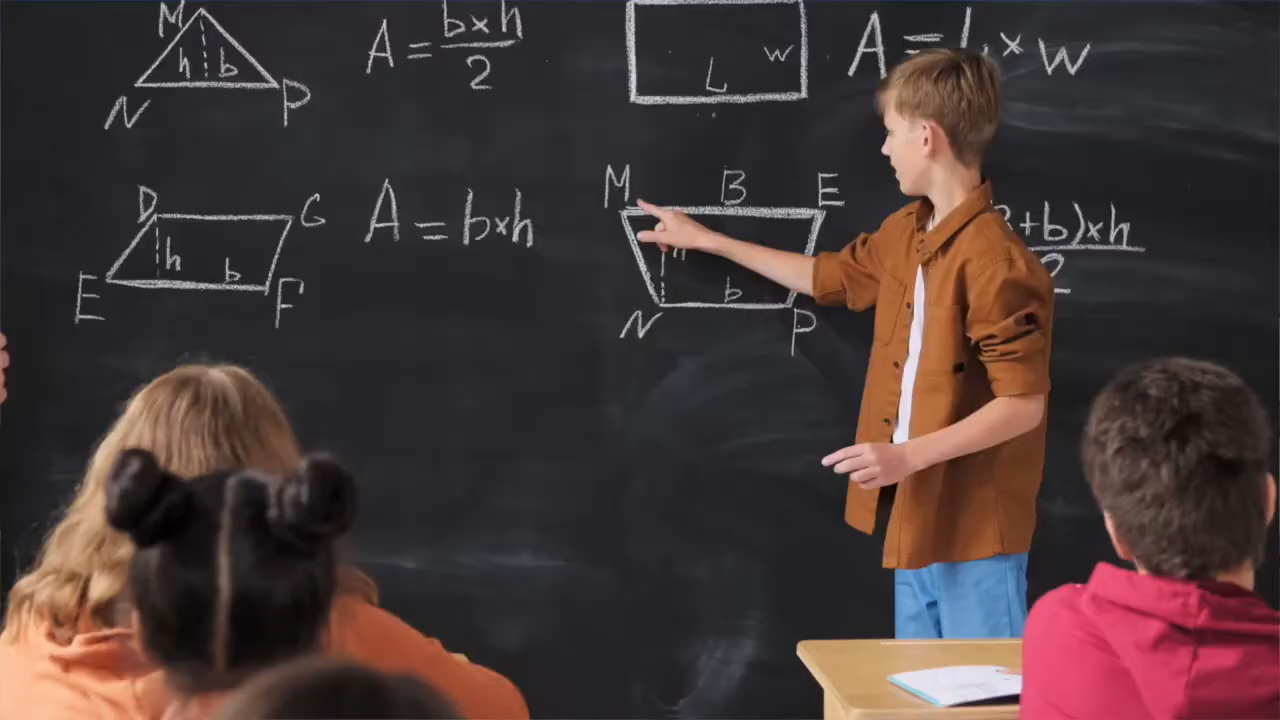 M
h b
N P
A = b×h
2
L w
A = L × w
D G
h
b
E F
A = b×h
M B E
h
b
N P
+b)×h
2